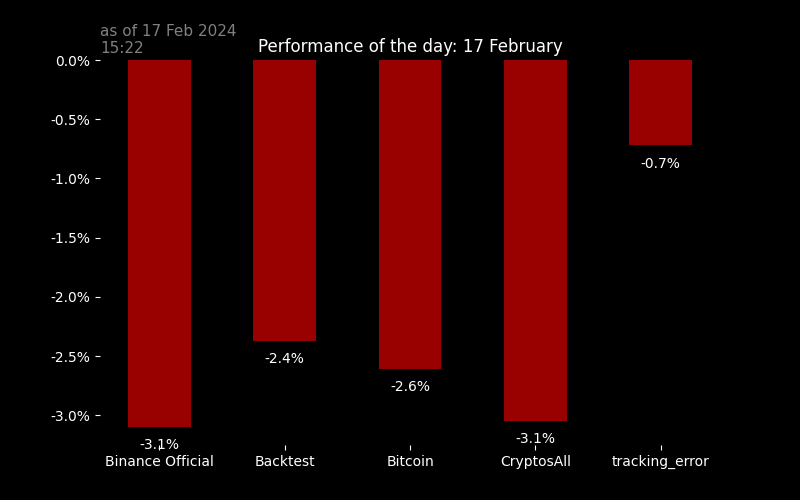 as of 17 Feb 2024
15:22
Performance of the day: 17 February
0.0%
-0.5%
-1.0%
-1.5%
-2.0%
-2.5%
-3.0%
-3.1%
-2.4%
-2.6%
-3.1%
-0.7%
Binance Official
Backtest
Bitcoin
CryptosAll
tracking_error